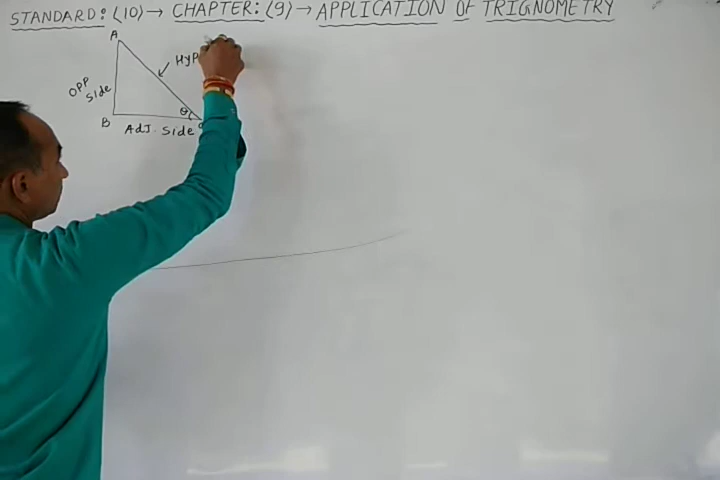 STANDARD: (10) → CHAPTER: (9) → APPLICATION OF TRIGNOMETRY
A
HYP
OPP
Side
θ
B
Adj. Side